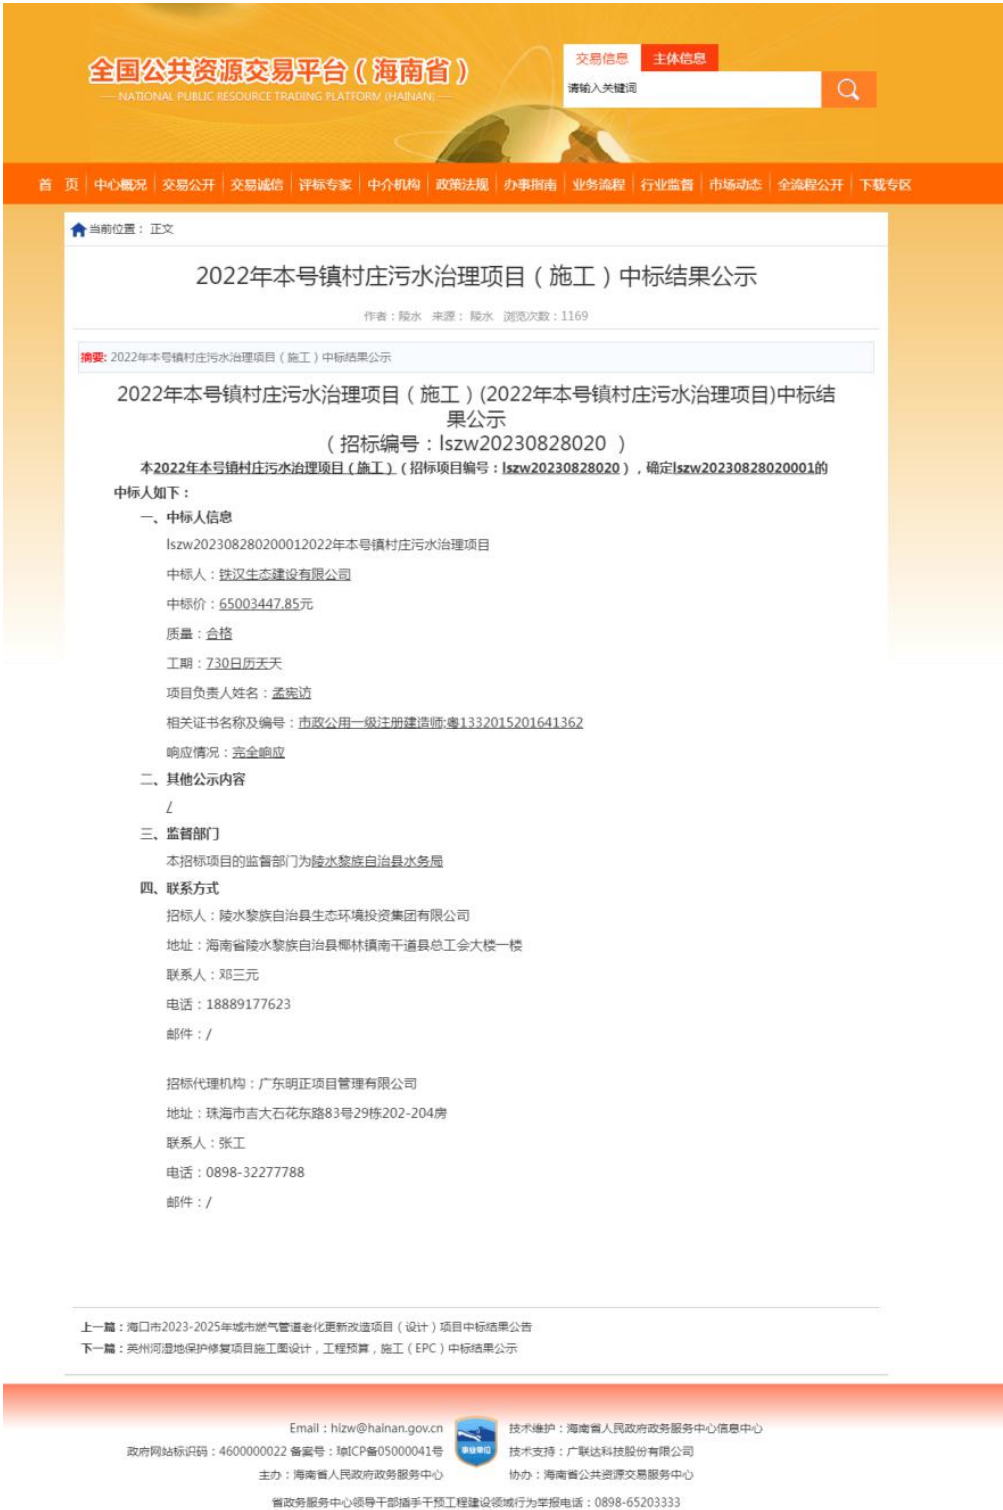 全国公共资源交易平台（海南省）
— NATIONAL PUBLIC RESOURCE TRADING PLATFORM (HAINAN) —
交易信息 主体信息
请输入关键词
首 页 中心概况 交易公开 交易诚信 评标专家 中介机构 政策法规 办事指南 业务流程 行业监督 市场动态 全流程公开 下载专区
当前位置： 正文
2022年本号镇村庄污水治理项目（施工）中标结果公示
作者：陵水 来源： 陵水 浏览次数：1169
摘要: 2022年本号镇村庄污水治理项目（施工）中标结果公示
2022年本号镇村庄污水治理项目（施工）(2022年本号镇村庄污水治理项目)中标结
果公示
（招标编号：lszw20230828020 ）
本2022年本号镇村庄污水治理项目（施工）（招标项目编号：lszw20230828020），确定lszw20230828020001的
中标人如下：
一、中标人信息
lszw202308280200012022年本号镇村庄污水治理项目
中标人：铁汉生态建设有限公司
中标价：65003447.85元
质量：合格
工期：730日历天天
项目负责人姓名：孟宪访
相关证书名称及编号：市政公用一级注册建造师;粤1332015201641362
响应情况：完全响应
二、其他公示内容
/
三、监督部门
本招标项目的监督部门为陵水黎族自治县水务局
四、联系方式
招标人：陵水黎族自治县生态环境投资集团有限公司
地址：海南省陵水黎族自治县椰林镇南干道县总工会大楼一楼
联系人：邓三元
电话：18889177623
邮件：/
招标代理机构：广东明正项目管理有限公司
地址：珠海市吉大石花东路83号29栋202-204房
联系人：张工
电话：0898-32277788
邮件：/
上一篇：海口市2023-2025年城市燃气管道老化更新改造项目（设计）项目中标结果公告
下一篇：英州河湿地保护修复项目施工图设计，工程预算，施工（EPC）中标结果公示
Email：hizw@hainan.gov.cn 技术维护：海南省人民政府政务服务中心信息中心
事业单位
政府网站标识码：4600000022 备案号：琼ICP备05000041号 技术支持：广联达科技股份有限公司
主办：海南省人民政府政务服务中心 协办：海南省公共资源交易服务中心
省政务服务中心领导干部插手干预工程建设领域行为举报电话：0898-65203333